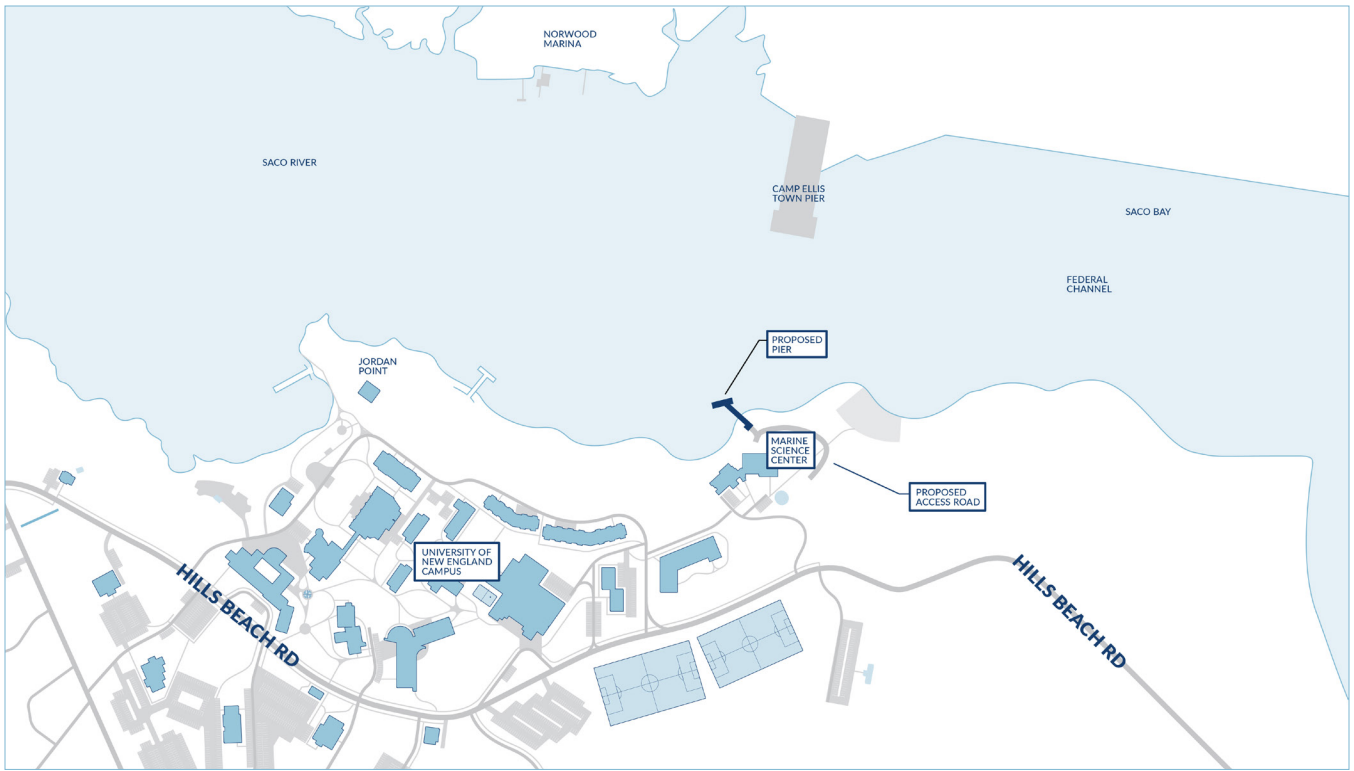 NORWOOD
MARINA
SACO RIVER
CAMP ELLIS
TOWN PIER
SACO BAY
FEDERAL
CHANNEL
PROPOSED
PIER
JORDAN
POINT
MARINE
SCIENCE
CENTER
PROPOSED
ACCESS ROAD
UNIVERSITY OF
NEW ENGLAND
CAMPUS
HILLS BEACH RD
HILLS BEACH RD